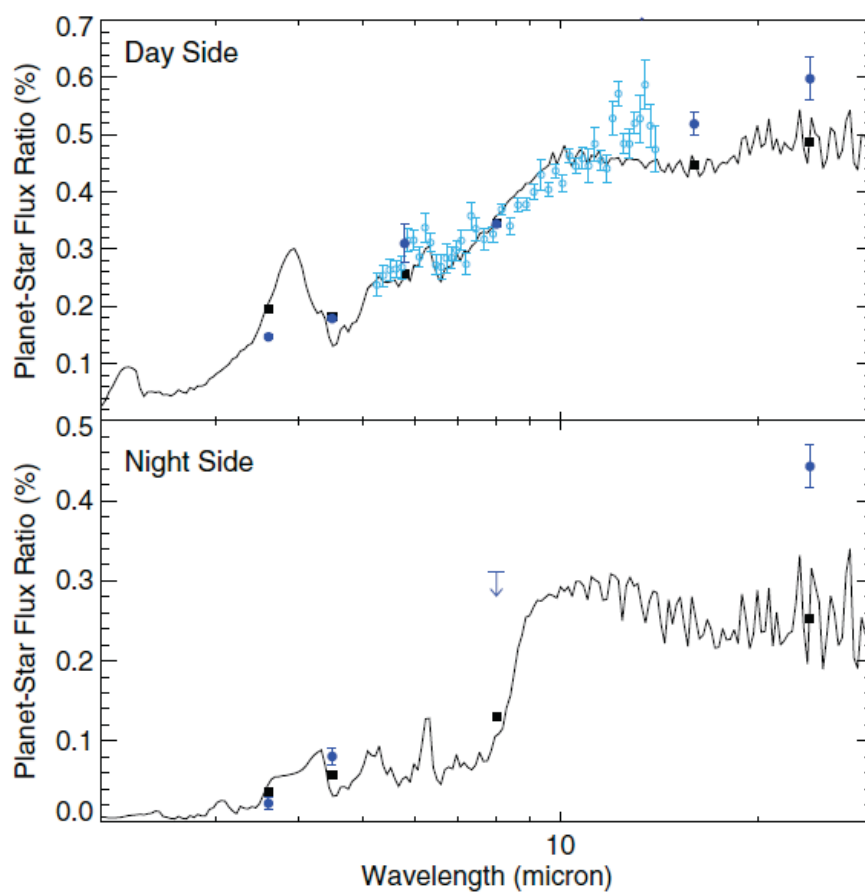 0.7
Day Side
0.6
0.5
0.4
0.3
0.2
0.1
Planet-Star Flux Ratio (%)
0.5
Night Side
0.4
0.3
0.2
0.1
0.0
Planet-Star Flux Ratio (%)
10
Wavelength (micron)